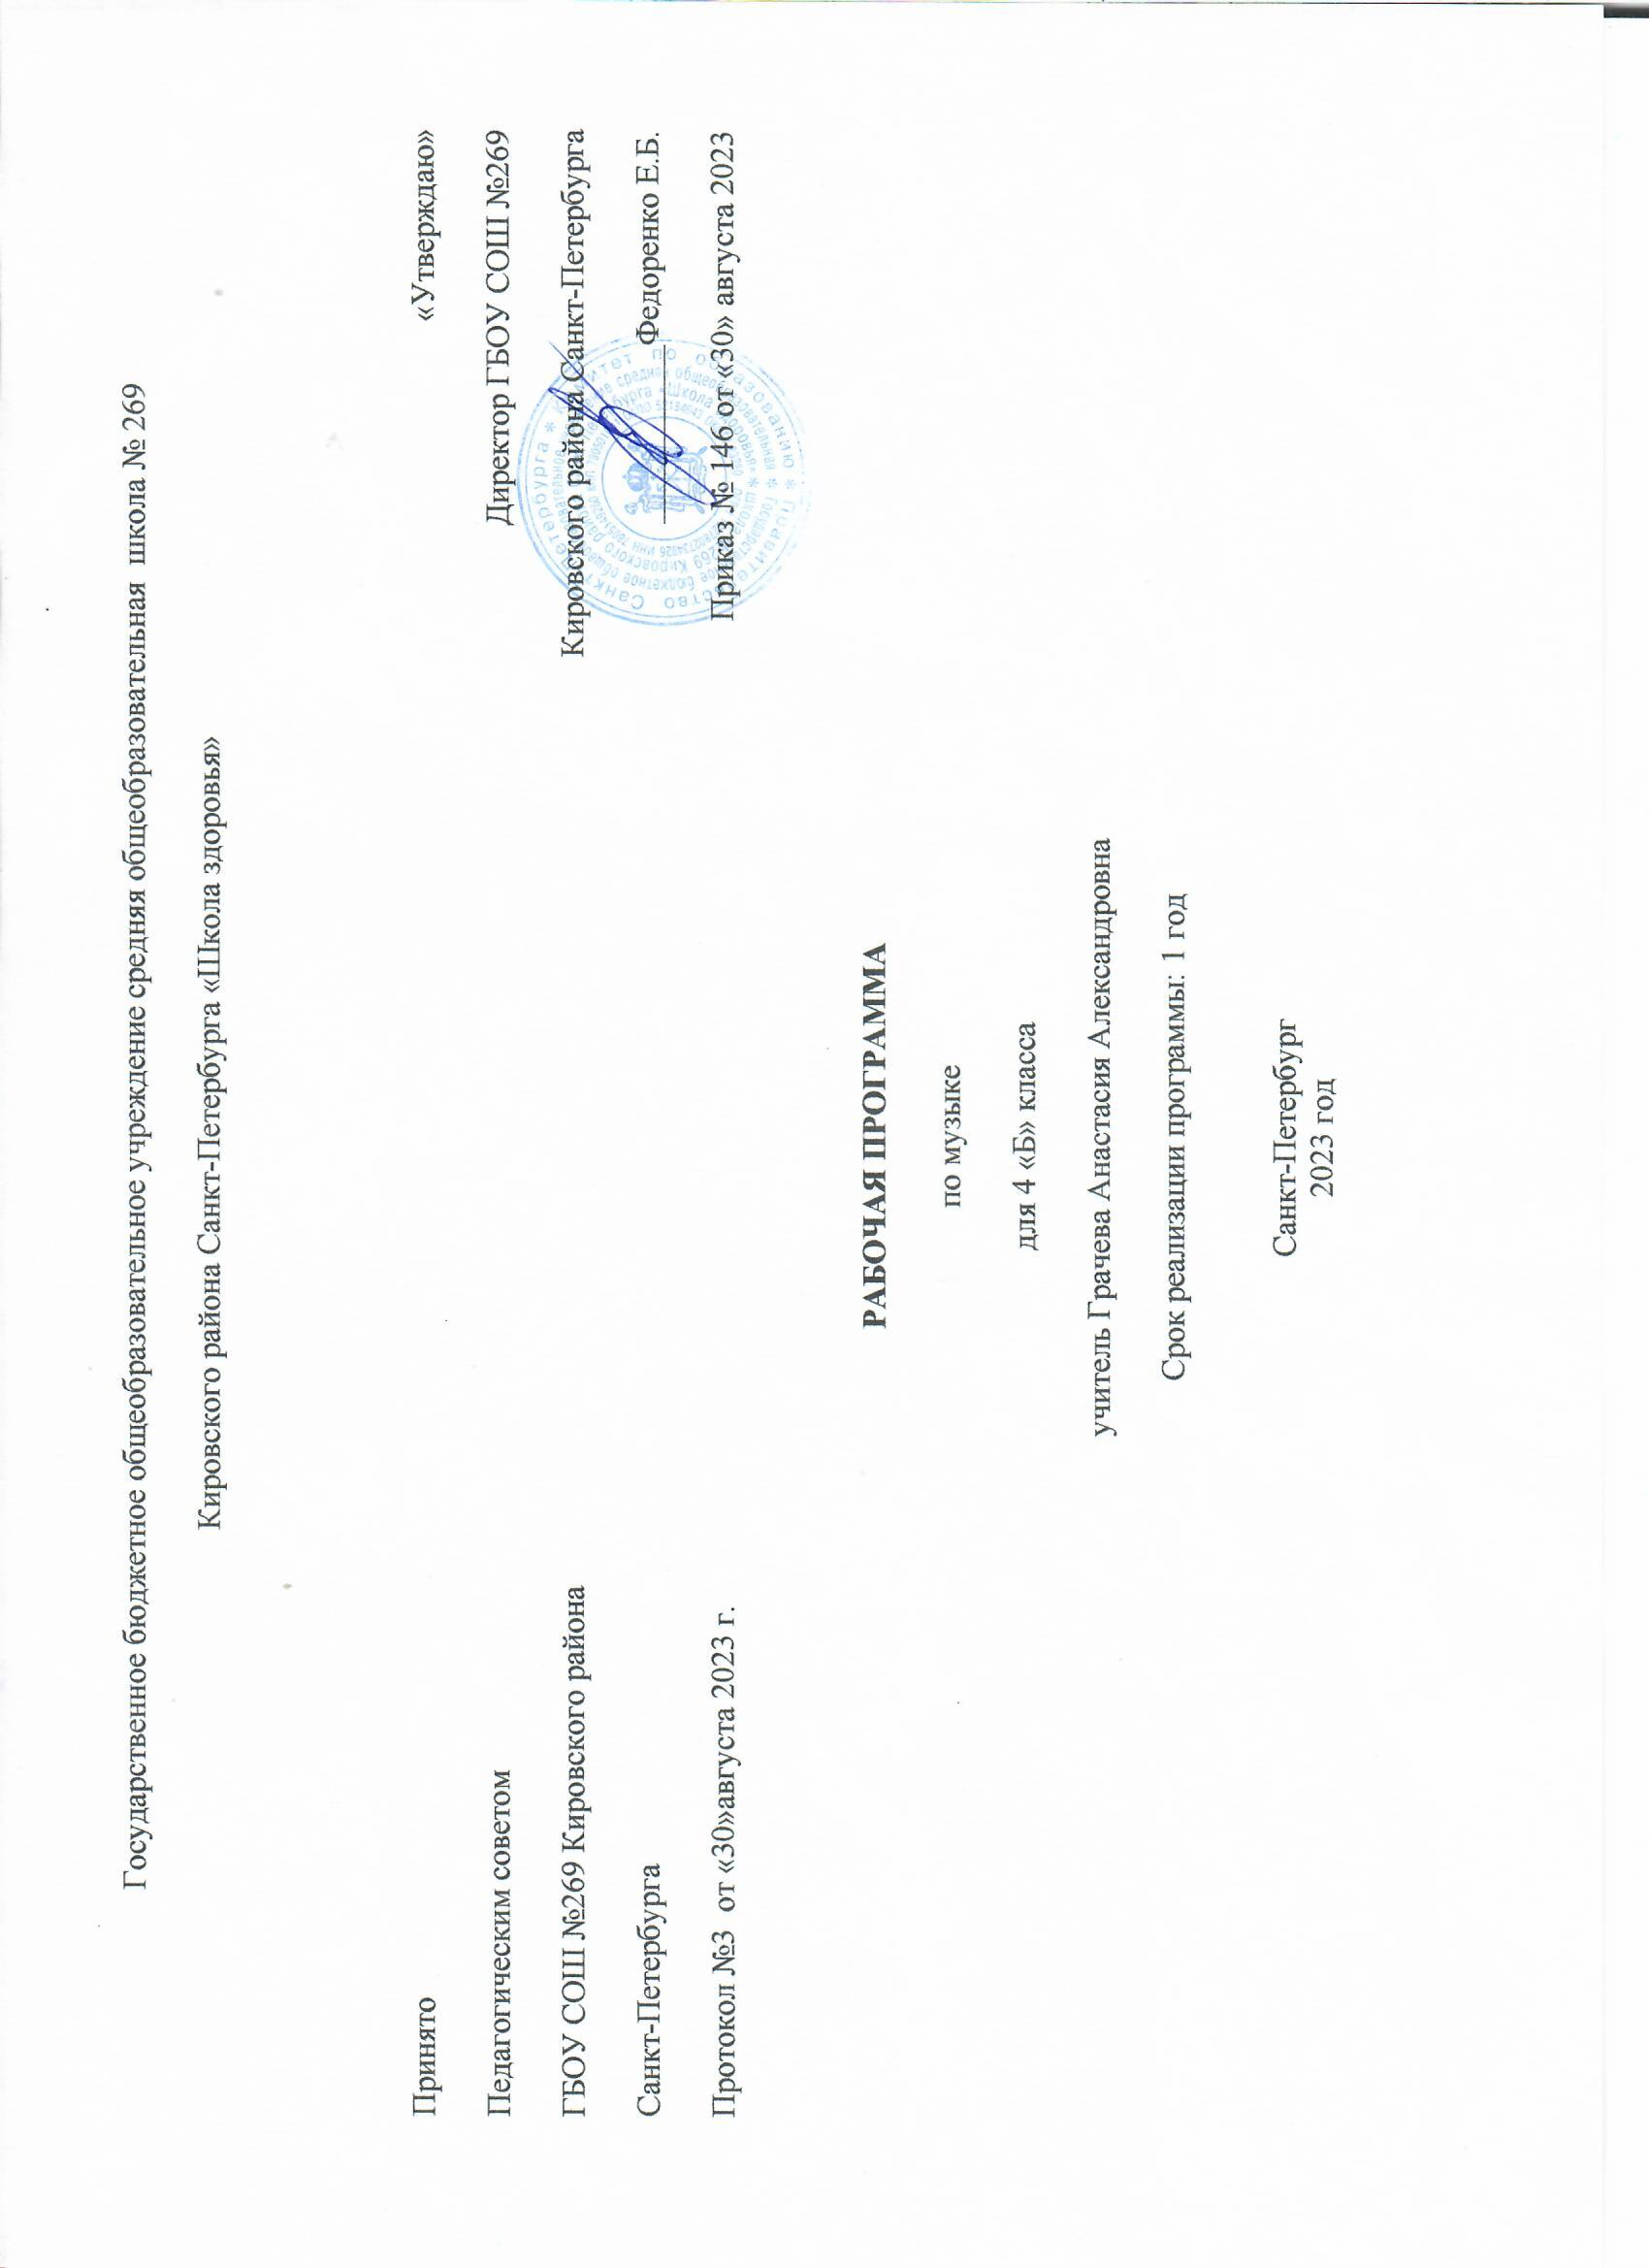 Государственное бюджетное общеобразовательное учреждение средняя общеобразовательная школа № 269
Кировского района Санкт-Петербурга «Школа здоровья»
Принято
Педагогическим советом
ГБОУ СОШ №269 Кировского района
Санкт-Петербурга
Протокол №3 от «30»августа 2023 г.
«Утверждаю»
Директор ГБОУ СОШ №269
Кировского района Санкт-Петербурга
Федоренко Е.Б.
Приказ № 146 от «30» августа 2023
РАБОЧАЯ ПРОГРАММА
по музыке
для 4 «Б» класса
учитель Грачева Анастасия Александровна
Срок реализации программы: 1 год
Санкт-Петербург
2023 год